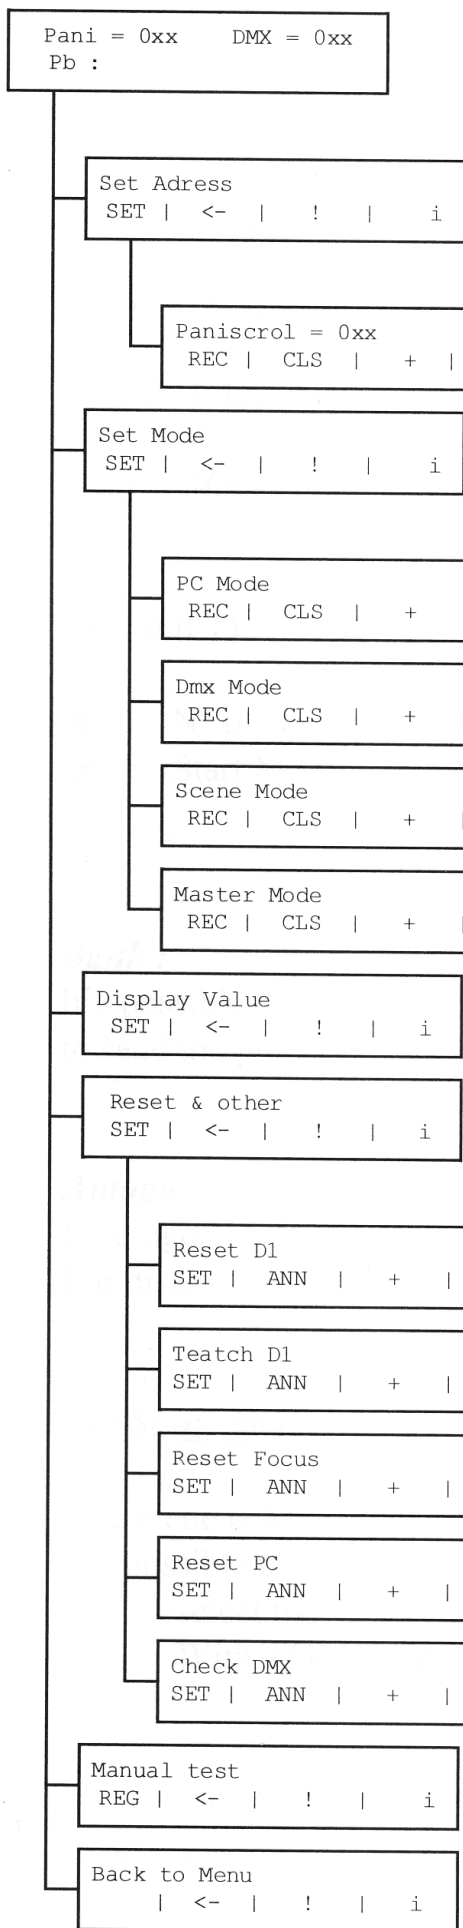 Pani = 0xx DMX = 0xx
Pb :
Set Adress
SET | <- | ! | i
Paniscrol = 0xx
REC | CLS | + |
Set Mode
SET | <- | ! | i
PC Mode
REC | CLS | +
Dmx Mode
REC | CLS | +
Scene Mode
REC | CLS | + |
Master Mode
REC | CLS | + |
Display Value
SET | <- | ! | i
Reset & other
SET | <- | ! | i
Reset D1
SET | ANN | + |
Teatch D1
SET | ANN | + |
Reset Focus
SET | ANN | + |
Reset PC
SET | ANN | + |
Check DMX
SET | ANN | + |
Manual test
REG | <- | ! | i
Back to Menu
| <- | ! | i